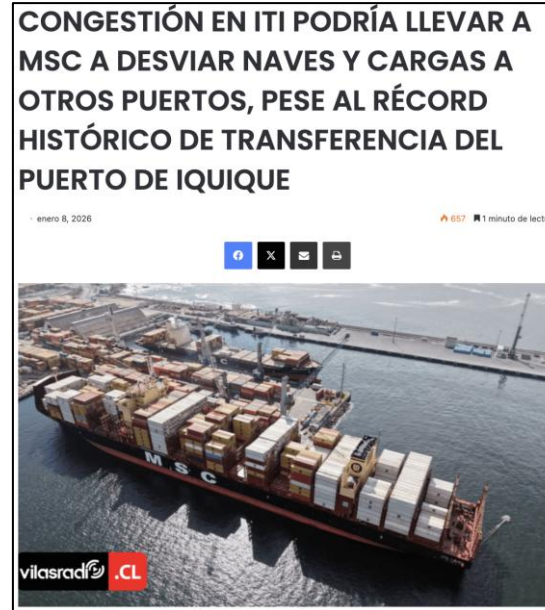 CONGESTIÓN EN ITI PODRÍA LLEVAR A
MSC A DESVIAR NAVES Y CARGAS A
OTROS PUERTOS, PESE AL RÉCORD
HISTÓRICO DE TRANSFERENCIA DEL
PUERTO DE IQUIQUE
enero 8, 2026
657 1 minuto de lect
MSC
vilasradi .CL